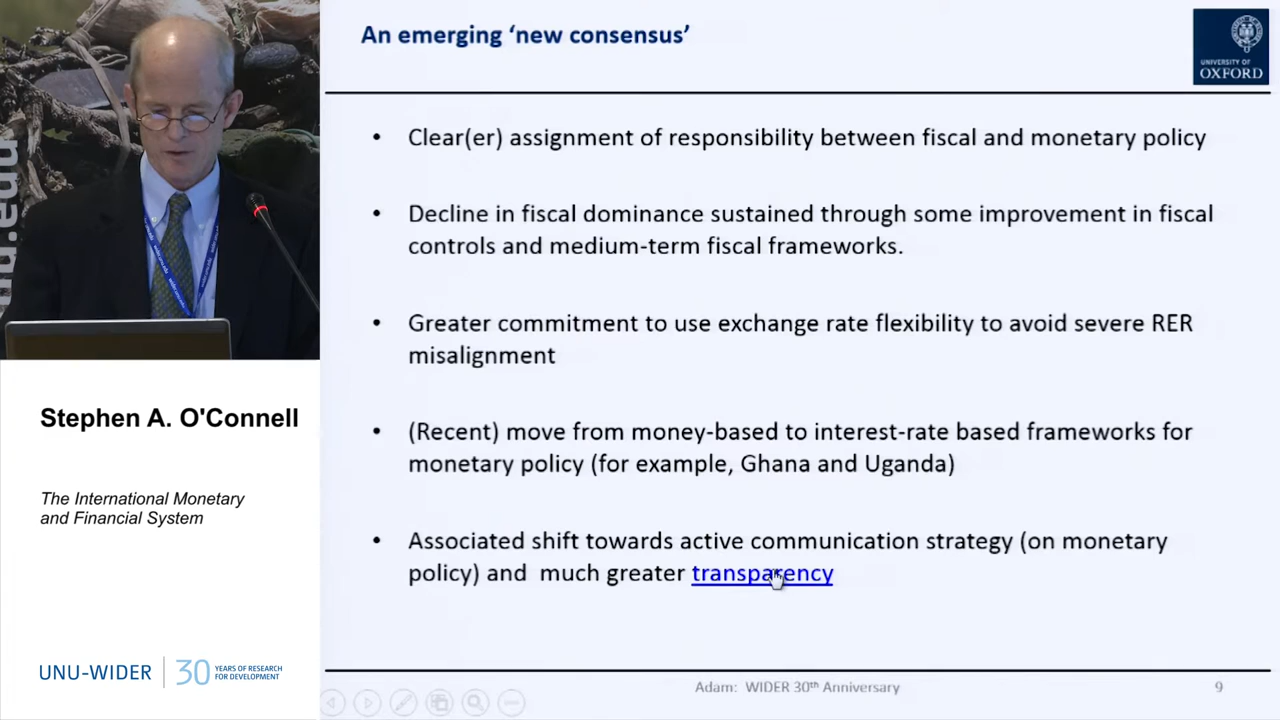 An emerging ‘new consensus’
UNIVERSITY OF
OXFORD
• Clear(er) assignment of responsibility between fiscal and monetary policy
• Decline in fiscal dominance sustained through some improvement in fiscal
controls and medium-term fiscal frameworks.
• Greater commitment to use exchange rate flexibility to avoid severe RER
misalignment
• (Recent) move from money-based to interest-rate based frameworks for
monetary policy (for example, Ghana and Uganda)
• Associated shift towards active communication strategy (on monetary
policy) and much greater transparency
Adam: WIDER 30th Anniversary
9
Stephen A. O'Connell
The International Monetary
and Financial System
UNU-WIDER
30 YEARS OF RESEARCH
FOR DEVELOPMENT